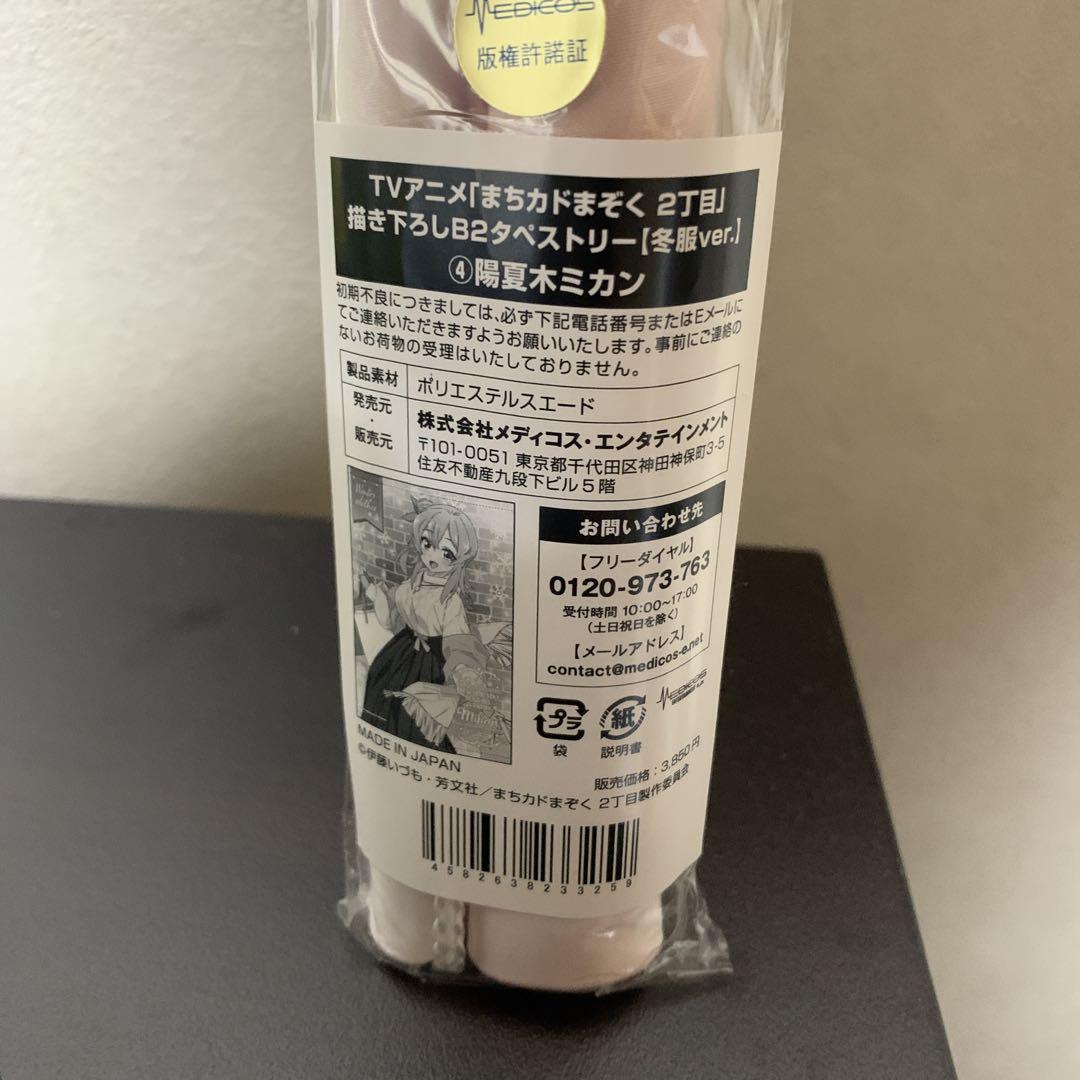 MEDICOS
版権許諾証
TVアニメ「まちカドまぞく 2丁目」
描き下ろしB2タペストリー【冬服ver.】
④陽夏木ミカン
初期不良につきましては、必ず下記電話番号またはEメールに
てご連絡いただきますようお願いいたします。事前にご連絡の
ないお荷物の受理はいたしておりません。
製品素材 ポリエステルスエード
発売元・販売元 株式会社メディコス・エンタテインメント
〒101-0051 東京都千代田区神田神保町3-5
住友不動産九段下ビル5階
Winter
お問い合わせ先
【フリーダイヤル】
0120-973-763
受付時間 10:00~17:00
(土日祝日を除く)
【メールアドレス】
contact@medicos-e.net
プラ
袋
紙
説明書
MEDICOS
Mikan
MADE IN JAPAN
販売価格:3,850円
©伊藤いづも・芳文社/まちカドまぞく 2丁目製作委員会
4582638233259